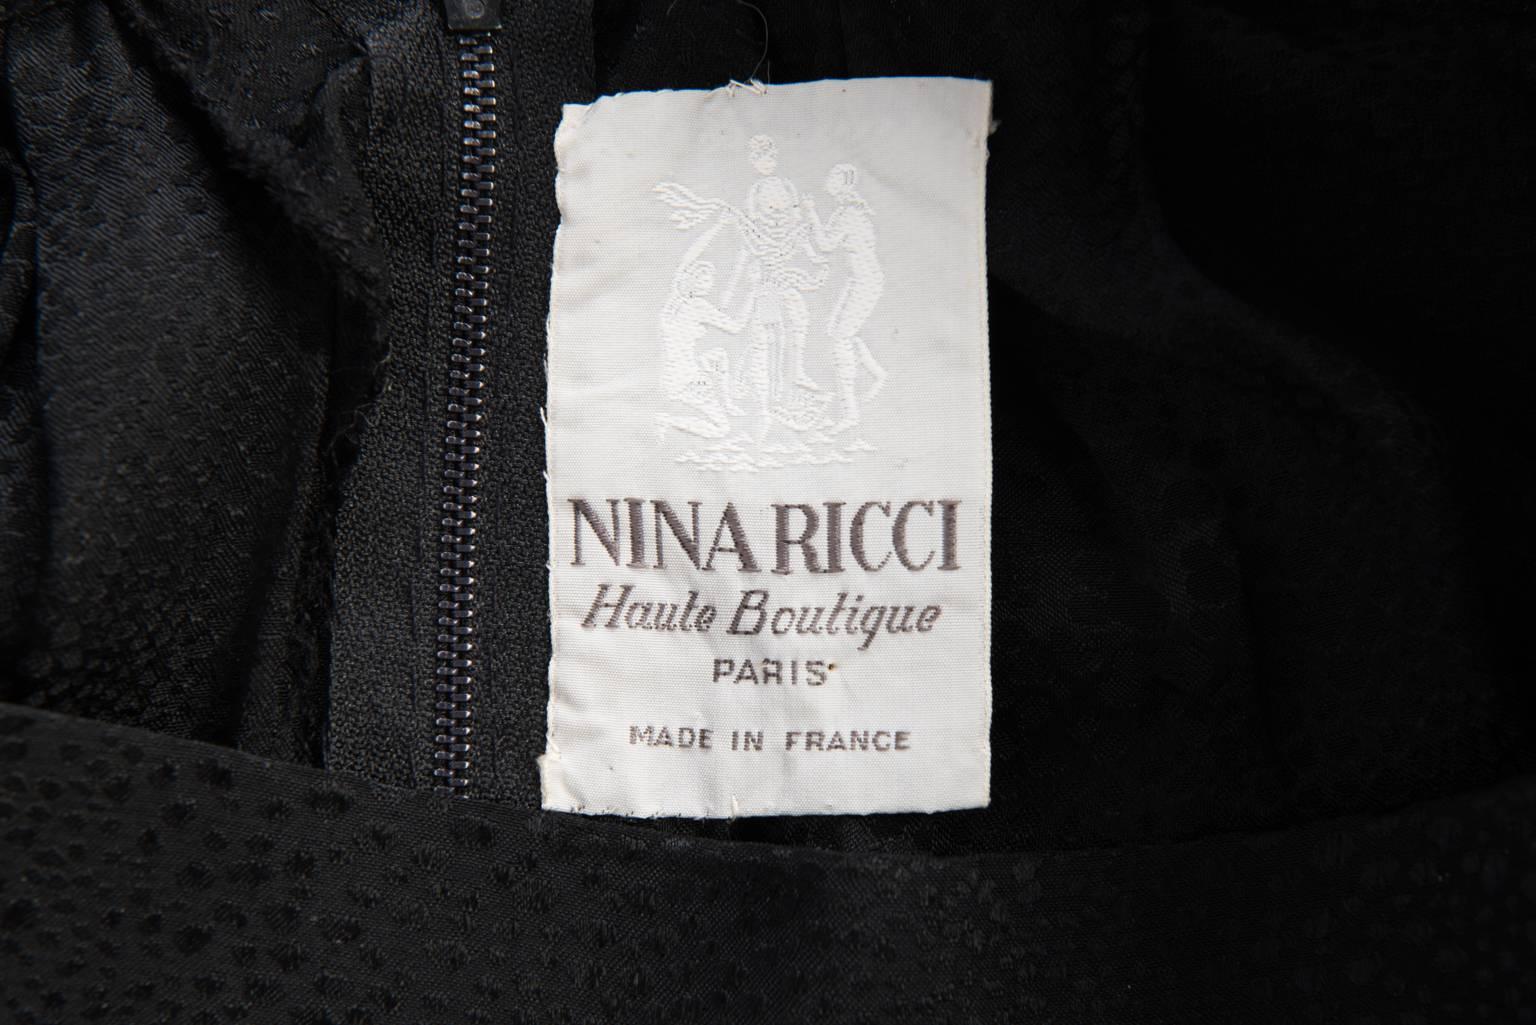 NINA RICCI
Haute Boutique
PARIS
MADE IN FRANCE